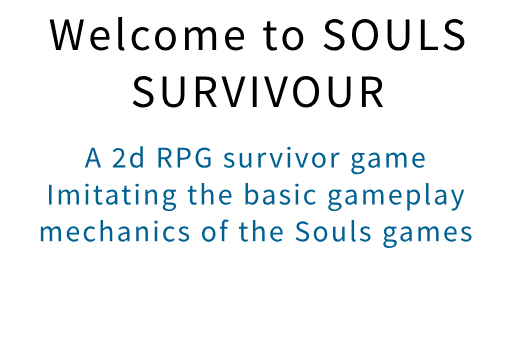 Welcome to SOULS
SURVIVOUR
A 2d RPG survivor game
Imitating the basic gameplay
mechanics of the Souls games